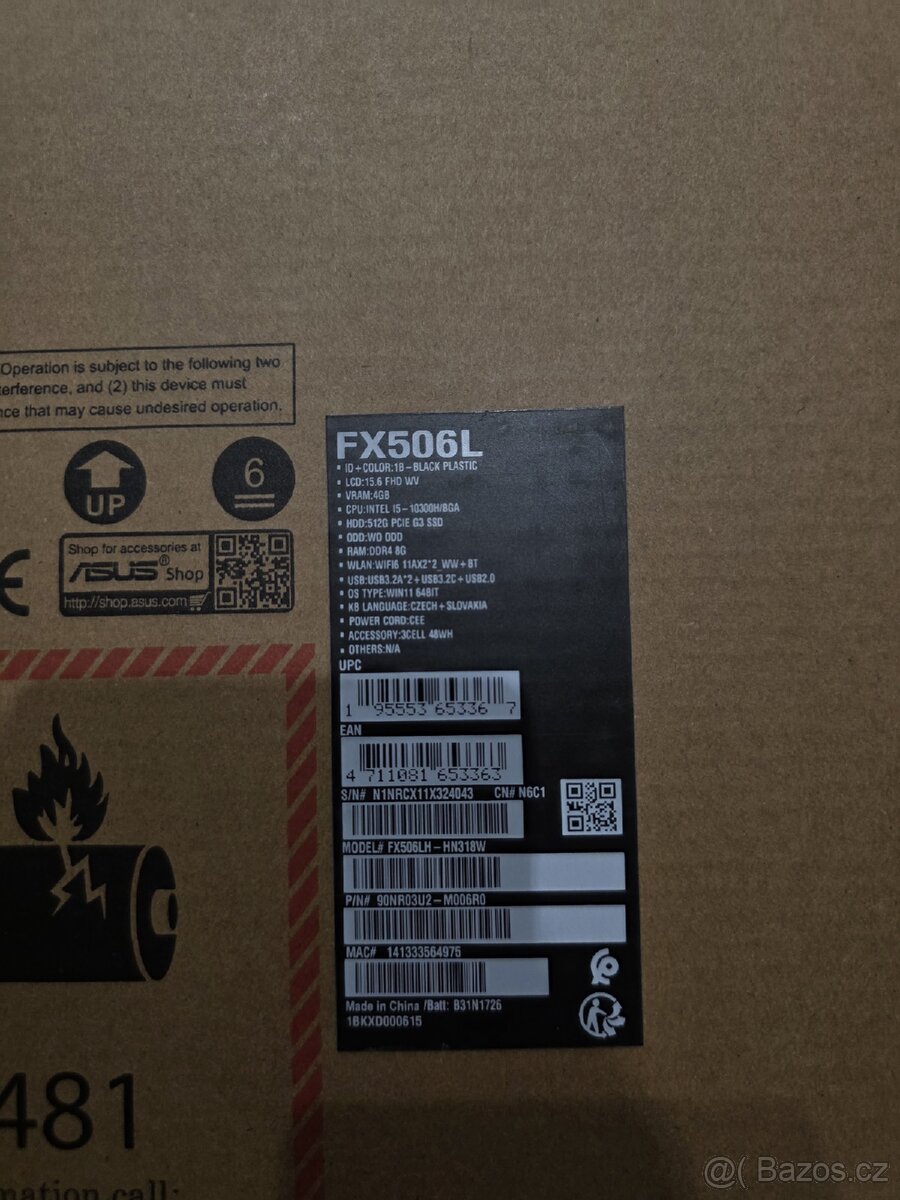 Operation is subject to the following two
terference, and (2) this device must
nce that may cause undesired operation.
UP
6
Shop for accessories at
ASUS® Shop
http://shop.asus.com
CE
FX506L
• ID+COLOR:1B-BLACK PLASTIC
• LCD:15.6 FHD WV
• VRAM:4GB
• CPU:INTEL I5-10300H/8GA
• HDD:512G PCIE G3 SSD
• ODD:WO ODD
• RAM:DDR4 8G
• WLAN:WIFI6 11AX2*2_WW+BT
• USB:USB3.2A*2+USB3.2C+USB2.0
• OS TYPE:WIN11 64BIT
• KB LANGUAGE:CZECH+SLOVAKIA
• POWER CORD:CEE
• ACCESSORY:3CELL 48WH
• OTHERS:N/A
UPC
1 95553 65336 7
EAN
4 711081 653363
S/N# N1NRCX11X324043 CN# N6C1
MODEL# FX506LH-HN318W
P/N# 90NR03U2-M006R0
MAC# 141333564975
Made in China /Batt: B31N1726
1BKXD000615
481
mation call:
@( Bazos.cz